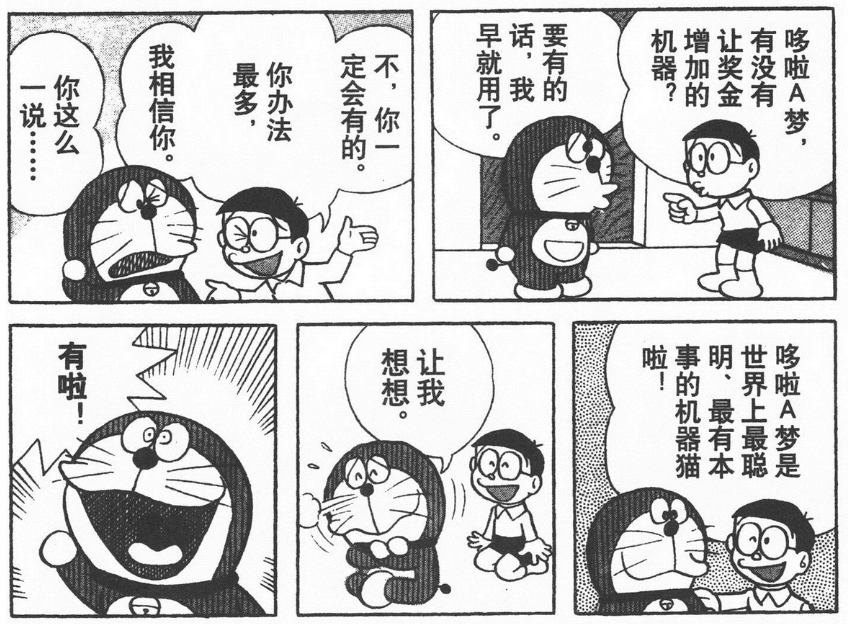 哆啦A梦，
有没有
让奖金
增加的
机器？
要有的
话，我
早就用了。
不，你一
定会有的。
你办法
最多，
我相信你。
你这么
一说……
哆啦A梦是
世界上最聪
明、最有本
事的机器猫
啦！
让我
想想。
有啦！